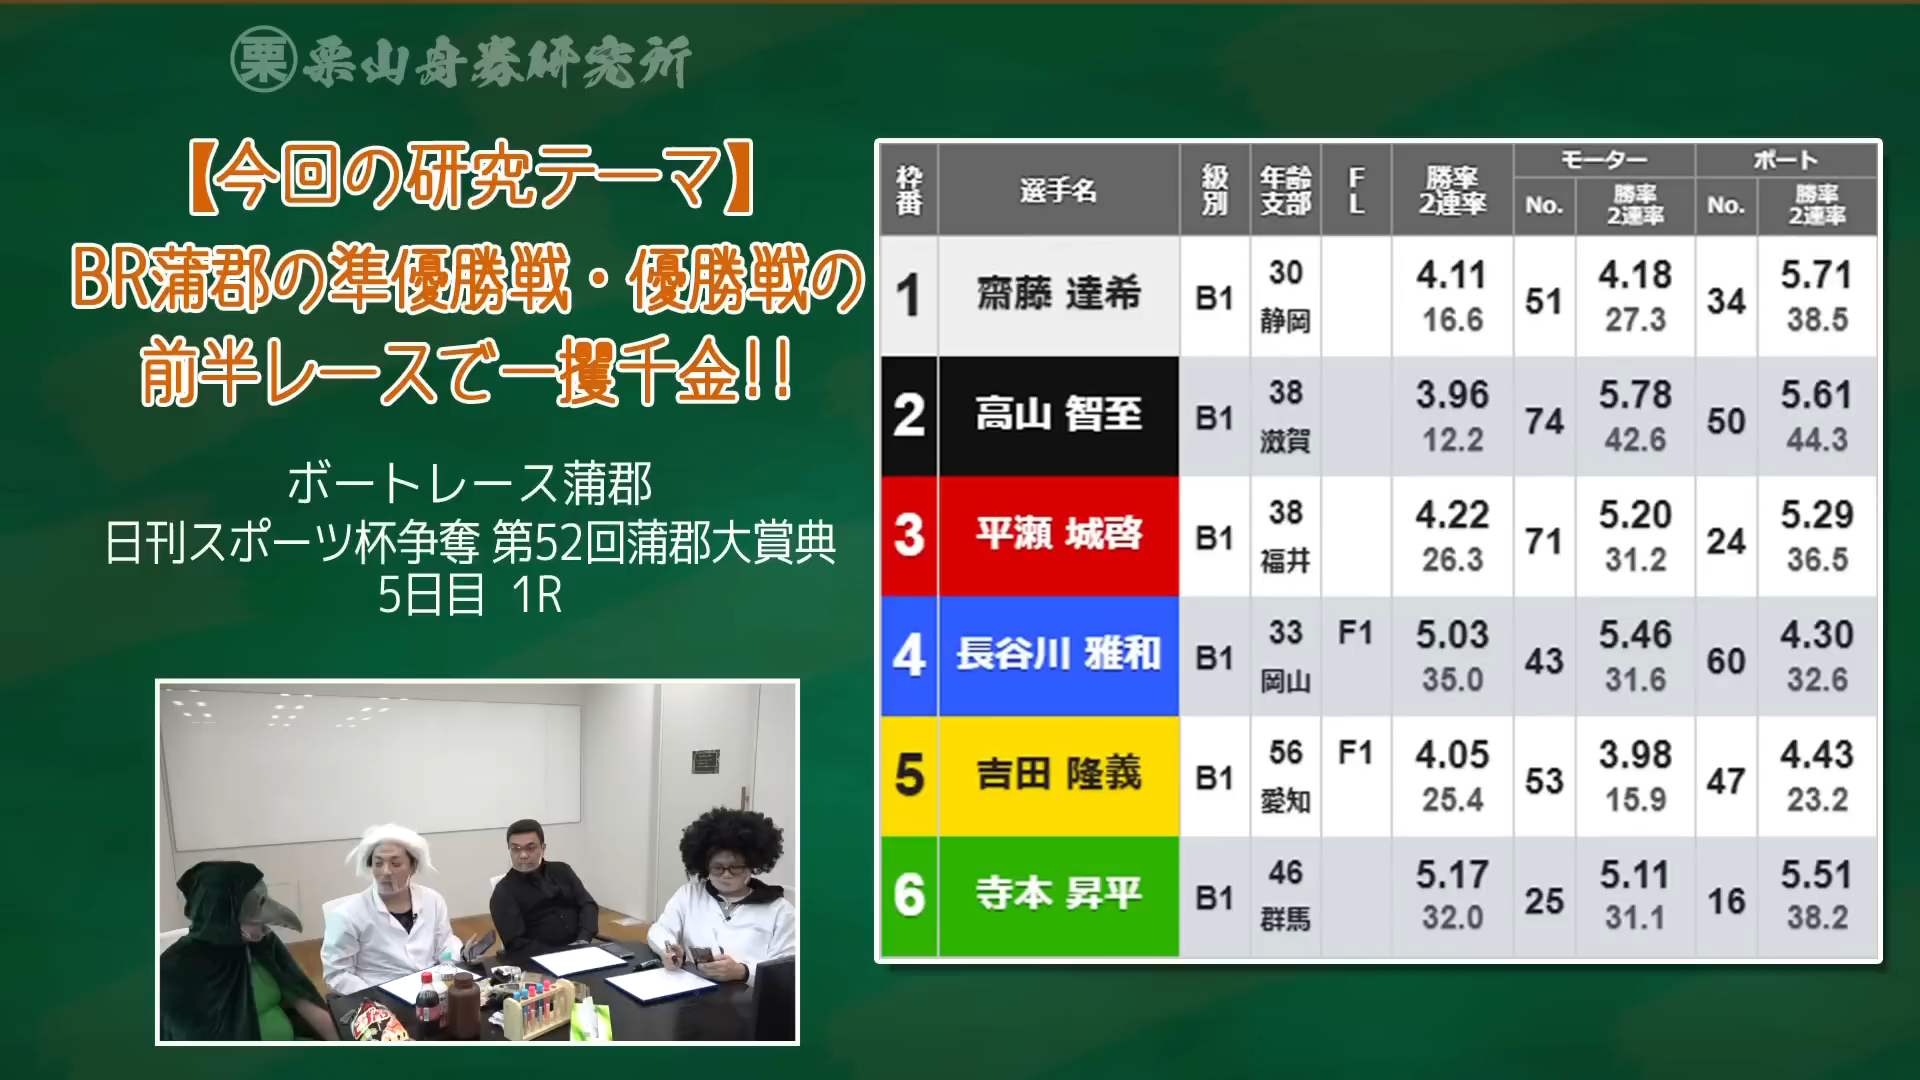 栗 栗山舟券研究所
【今回の研究テーマ】
BR蒲郡の準優勝戦・優勝戦の
前半レースで一攫千金!!
ボートレース蒲郡
日刊スポーツ杯争奪 第52回蒲郡大賞典
5日目 1R
枠番 選手名 級別 年齢支部 FL 勝率2連率 モーター No. 勝率2連率 ボート No. 勝率2連率
1 齋藤 達希 B1 30 静岡 4.11 16.6 51 4.18 27.3 34 5.71 38.5
2 高山 智至 B1 38 滋賀 3.96 12.2 74 5.78 42.6 50 5.61 44.3
3 平瀬 城啓 B1 38 福井 4.22 26.3 71 5.20 31.2 24 5.29 36.5
4 長谷川 雅和 B1 33 岡山 F1 5.03 35.0 43 5.46 31.6 60 4.30 32.6
5 吉田 隆義 B1 56 愛知 F1 4.05 25.4 53 3.98 15.9 47 4.43 23.2
6 寺本 昇平 B1 46 群馬 5.17 32.0 25 5.11 31.1 16 5.51 38.2